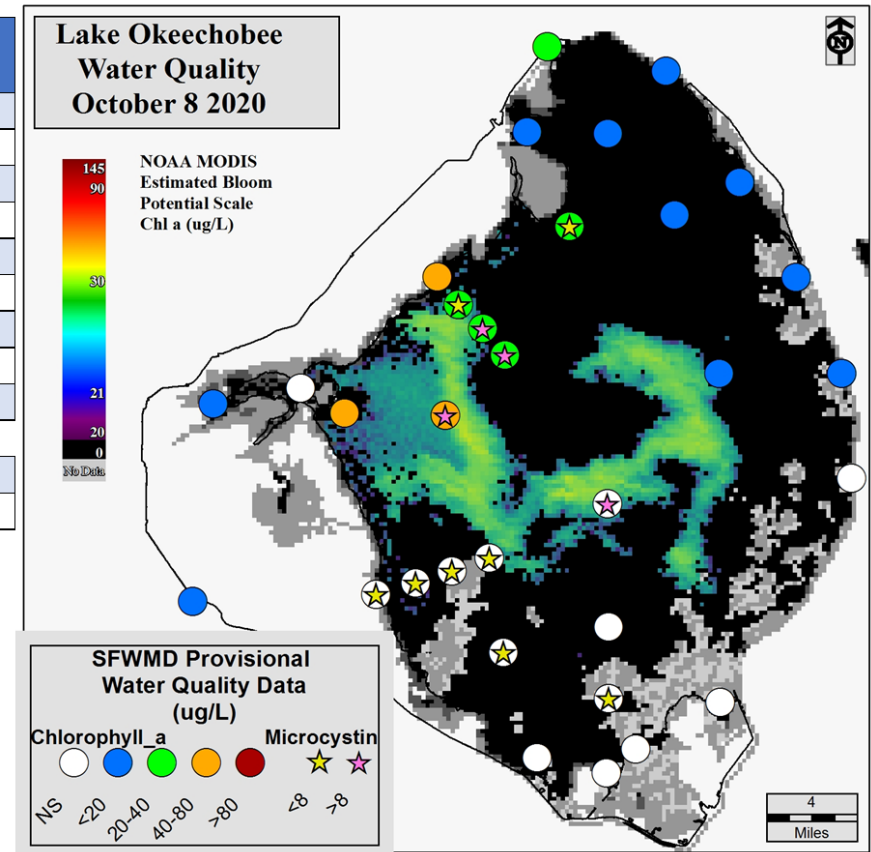 Lake Okeechobee
Water Quality
October 8 2020
N
NOAA MODIS
Estimated Bloom
Potential Scale
Chl a (ug/L)
145
90
30
21
20
0
No Data
SFWMD Provisional
Water Quality Data
(ug/L)
Chlorophyll_a Microcystin
NS <20 20-40 40-80 >80 <8 >8
4
Miles